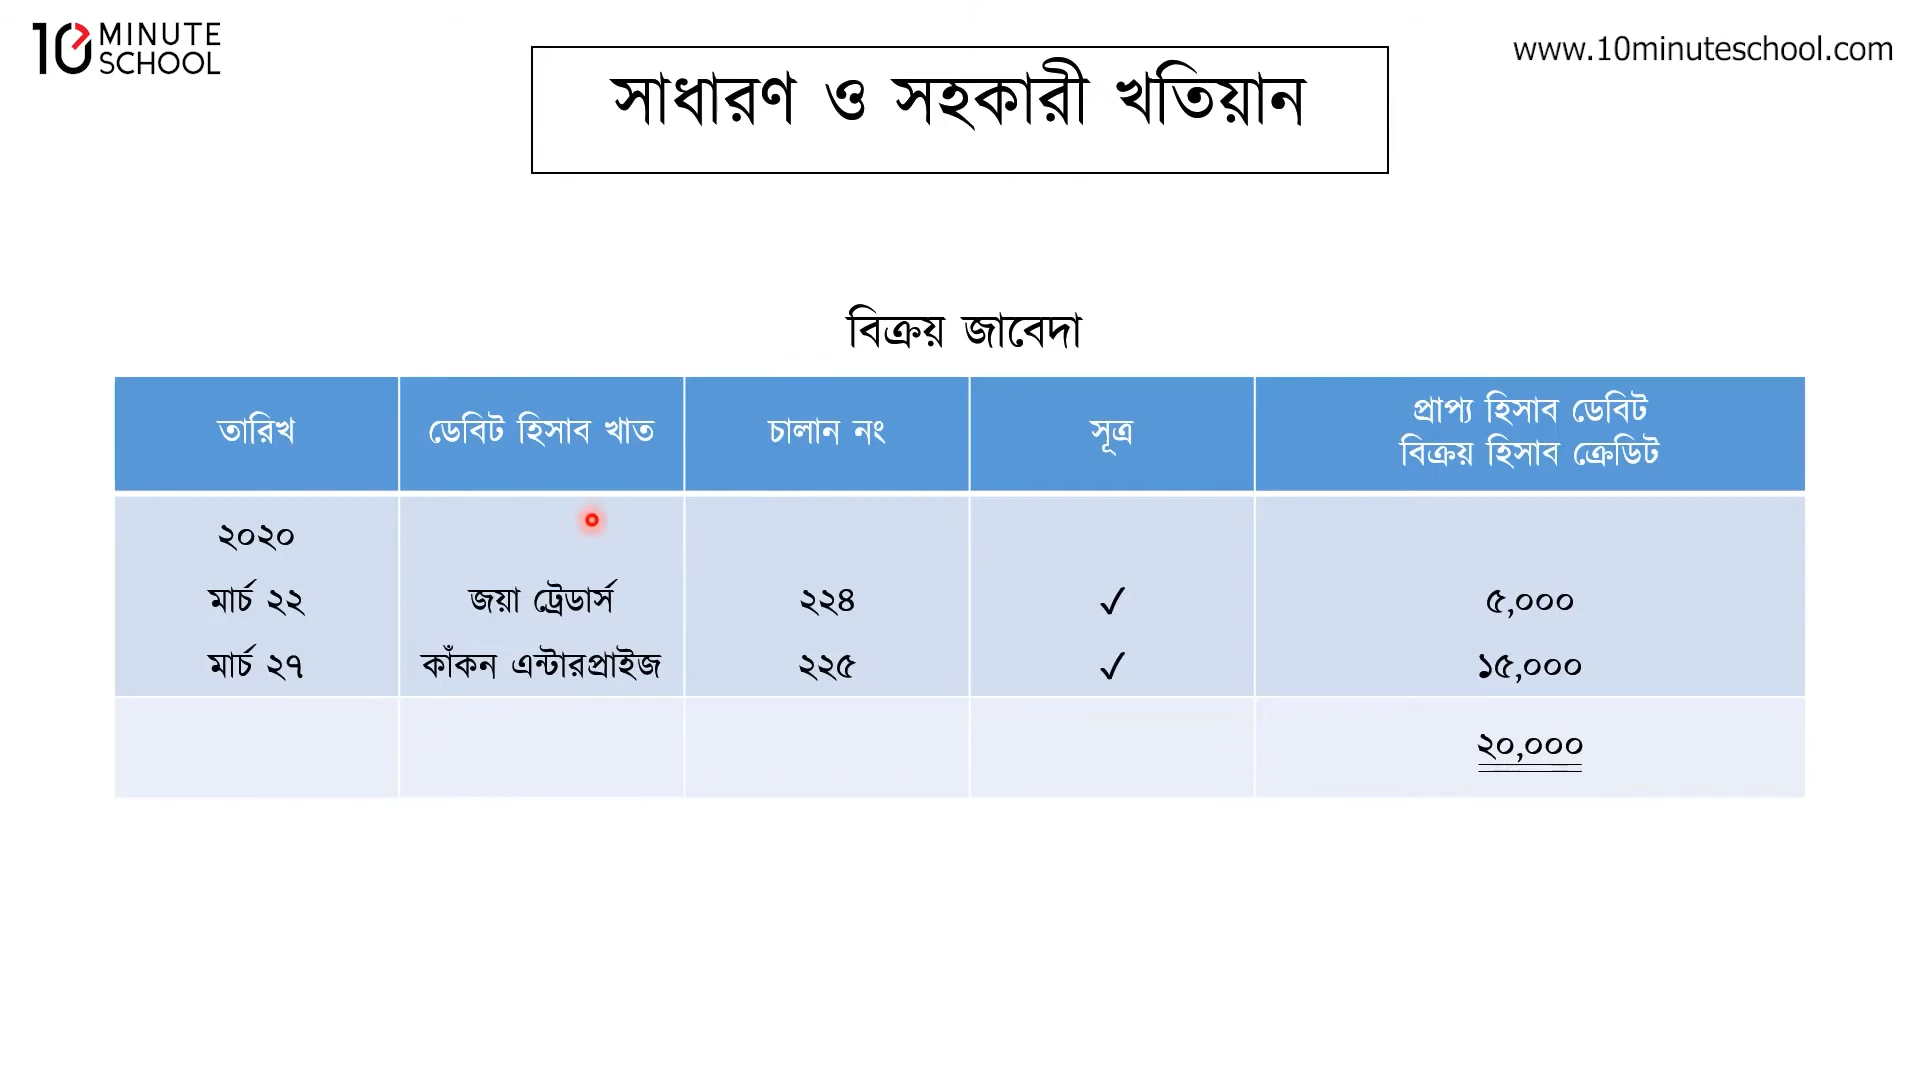 10 MINUTE SCHOOL
www.10minuteschool.com
সাধারণ ও সহকারী খতিয়ান
বিক্রয় জাবেদা
তারিখ ডেবিট হিসাব খাত চালান নং সূত্র প্রাপ্য হিসাব ডেবিট
বিক্রয় হিসাব ক্রেডিট
২০২০
মার্চ ২২ জয়া ট্রেডার্স ২২৪ ✓ ৫,০০০
মার্চ ২৭ কাঁকন এন্টারপ্রাইজ ২২৫ ✓ ১৫,০০০
২০,০০০